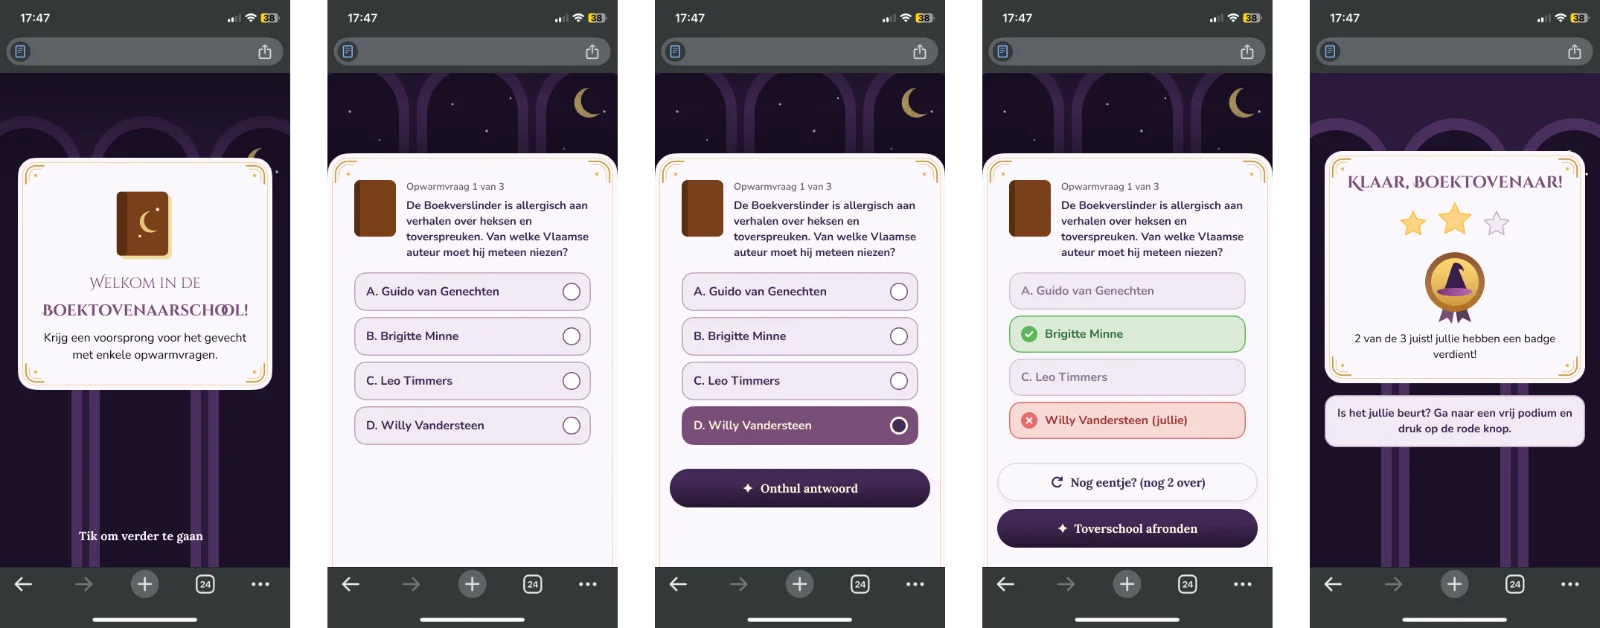 17:47
38
Welkom in de
Boektovenaarschool!
Krijg een voorsprong voor het gevecht
met enkele opwarmvragen.
Tik om verder te gaan
24
17:47
38
Opwarmvraag 1 van 3
De Boekverslinder is allergisch aan
verhalen over heksen en
toverspreuken. Van welke Vlaamse
auteur moet hij meteen niezen?
A. Guido van Genechten
B. Brigitte Minne
C. Leo Timmers
D. Willy Vandersteen
24
17:47
38
Opwarmvraag 1 van 3
De Boekverslinder is allergisch aan
verhalen over heksen en
toverspreuken. Van welke Vlaamse
auteur moet hij meteen niezen?
A. Guido van Genechten
B. Brigitte Minne
C. Leo Timmers
D. Willy Vandersteen
Onthul antwoord
24
17:47
38
Opwarmvraag 1 van 3
De Boekverslinder is allergisch aan
verhalen over heksen en
toverspreuken. Van welke Vlaamse
auteur moet hij meteen niezen?
A. Guido van Genechten
Brigitte Minne
C. Leo Timmers
Willy Vandersteen (jullie)
Nog eentje? (nog 2 over)
Toverschool afronden
24
17:47
38
Klaar, Boektovenaar!
2 van de 3 juist! jullie hebben een badge
verdient!
Is het jullie beurt? Ga naar een vrij podium en
druk op de rode knop.
24